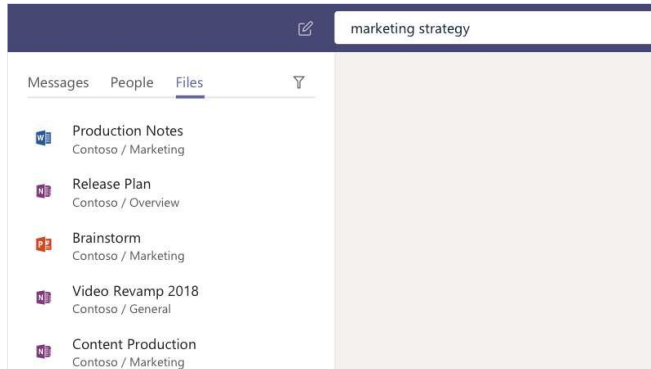 marketing strategy
Messages People Files
Production Notes
Contoso / Marketing
Release Plan
Contoso / Overview
Brainstorm
Contoso / Marketing
Video Revamp 2018
Contoso / General
Content Production
Contoso / Marketing